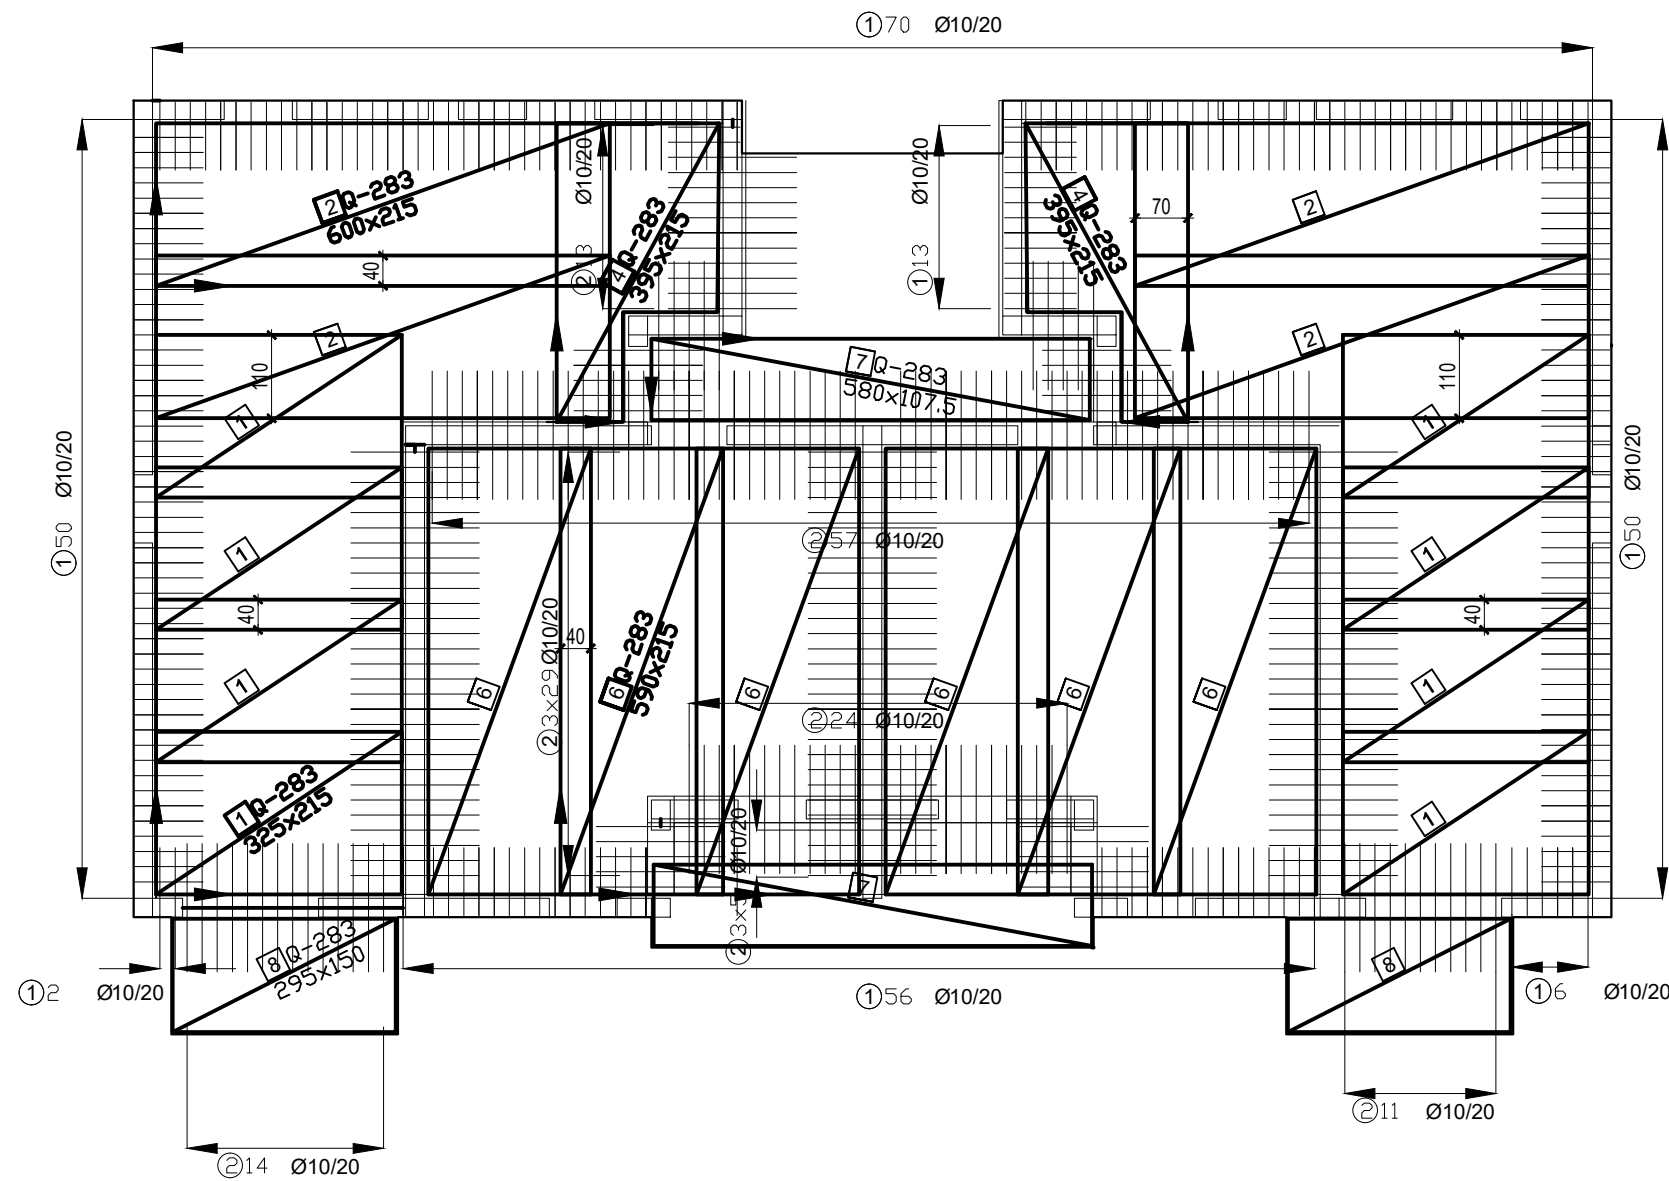 ①70 Ø10/20
2 Q-283
600x215
40
2
110
1
1
40
1
1 Q-283
325x215
①50 Ø10/20
②13 Ø10/20
4 Q-283
395x215
①13 Ø10/20
4 Q-283
395x215
70
2
2
110
1
1
40
1
1
①50 Ø10/20
7 Q-283
580x107.5
②57 Ø10/20
②3x29 Ø10/20
40
6
6 Q-283
590x215
6
6
6
6
②24 Ø10/20
Ø10/20
7
8 Q-283
295x150
8
①2 Ø10/20
①56 Ø10/20
①6 Ø10/20
②11 Ø10/20
②14 Ø10/20